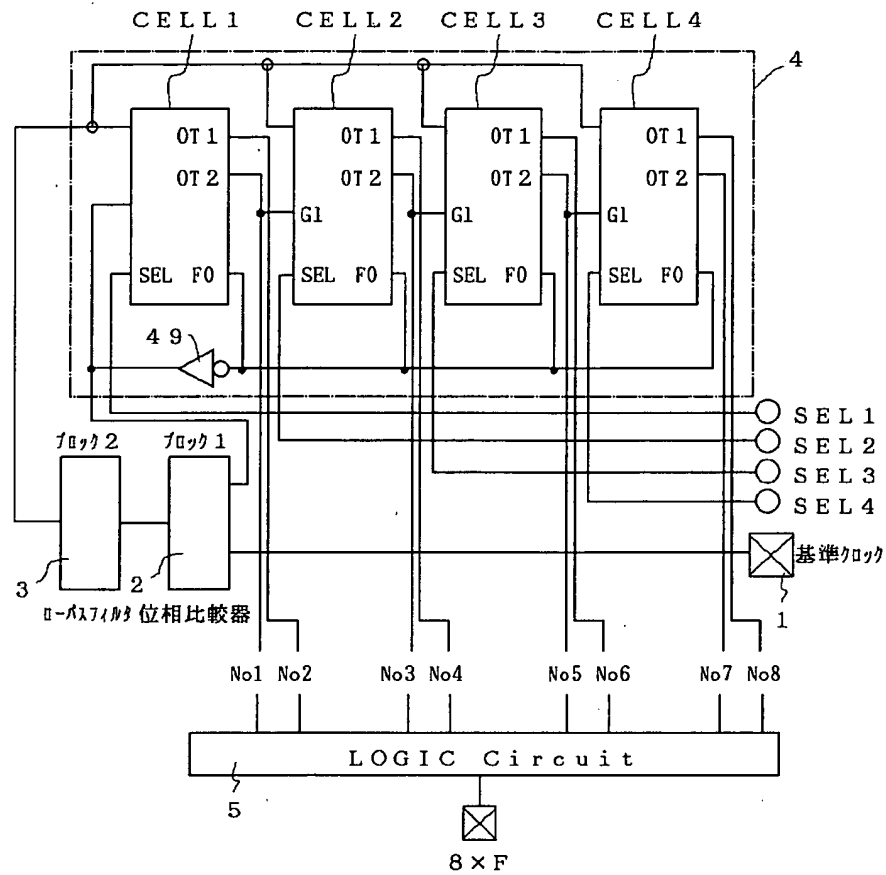 ＣＥＬＬ１ ＣＥＬＬ２ ＣＥＬＬ３ ＣＥＬＬ４
4
OT1 OT1 OT1 OT1
OT2 OT2 OT2 OT2
G1 G1 G1
SEL FO SEL FO SEL FO SEL FO
４９
ＳＥＬ１
ＳＥＬ２
ＳＥＬ３
ＳＥＬ４
ﾌﾞﾛｯｸ2 ﾌﾞﾛｯｸ1
基準ｸﾛｯｸ
3 2 1
ﾛｰﾊﾟｽﾌｨﾙﾀ 位相比較器
No1 No2 No3 No4 No5 No6 No7 No8
ＬＯＧＩＣ Ｃｉｒｃｕｉｔ
5
８×Ｆ